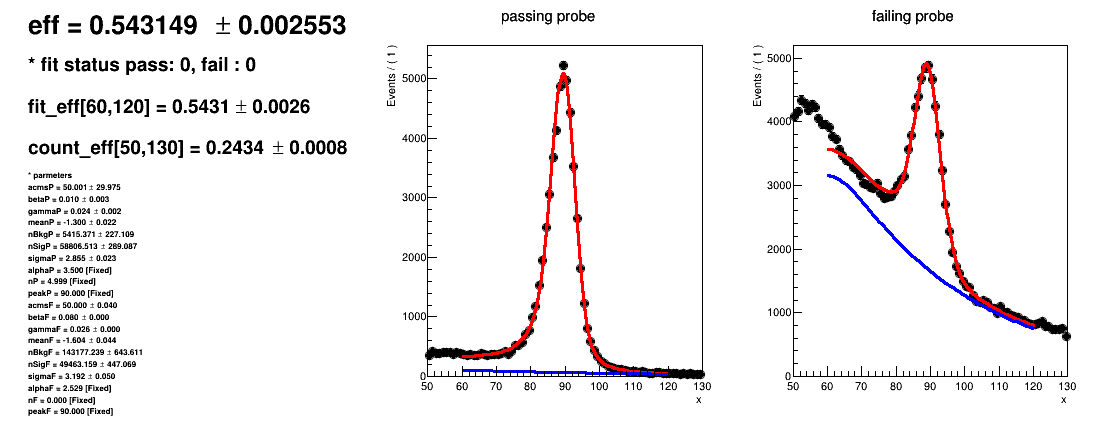 eff = 0.543149 ± 0.002553
* fit status pass: 0, fail : 0
fit_eff[60,120] = 0.5431 ± 0.0026
count_eff[50,130] = 0.2434 ± 0.0008
* parmeters
acmsP = 50.001 ± 29.975
betaP = 0.010 ± 0.003
gammaP = 0.024 ± 0.002
meanP = -1.300 ± 0.022
nBkgP = 5415.371 ± 227.109
nSigP = 58806.513 ± 289.087
sigmaP = 2.855 ± 0.023
alphaP = 3.500 [Fixed]
nP = 4.999 [Fixed]
peakP = 90.000 [Fixed]
acmsF = 50.000 ± 0.040
betaF = 0.080 ± 0.000
gammaF = 0.026 ± 0.000
meanF = -1.604 ± 0.044
nBkgF = 143177.239 ± 643.611
nSigF = 49463.159 ± 447.069
sigmaF = 3.192 ± 0.050
alphaF = 2.529 [Fixed]
nF = 0.000 [Fixed]
peakF = 90.000 [Fixed]
passing probe
Events / ( 1 )
5000
4000
3000
2000
1000
0
50 60 70 80 90 100 110 120 130
x
failing probe
Events / ( 1 )
5000
4000
3000
2000
1000
0
50 60 70 80 90 100 110 120 130
x